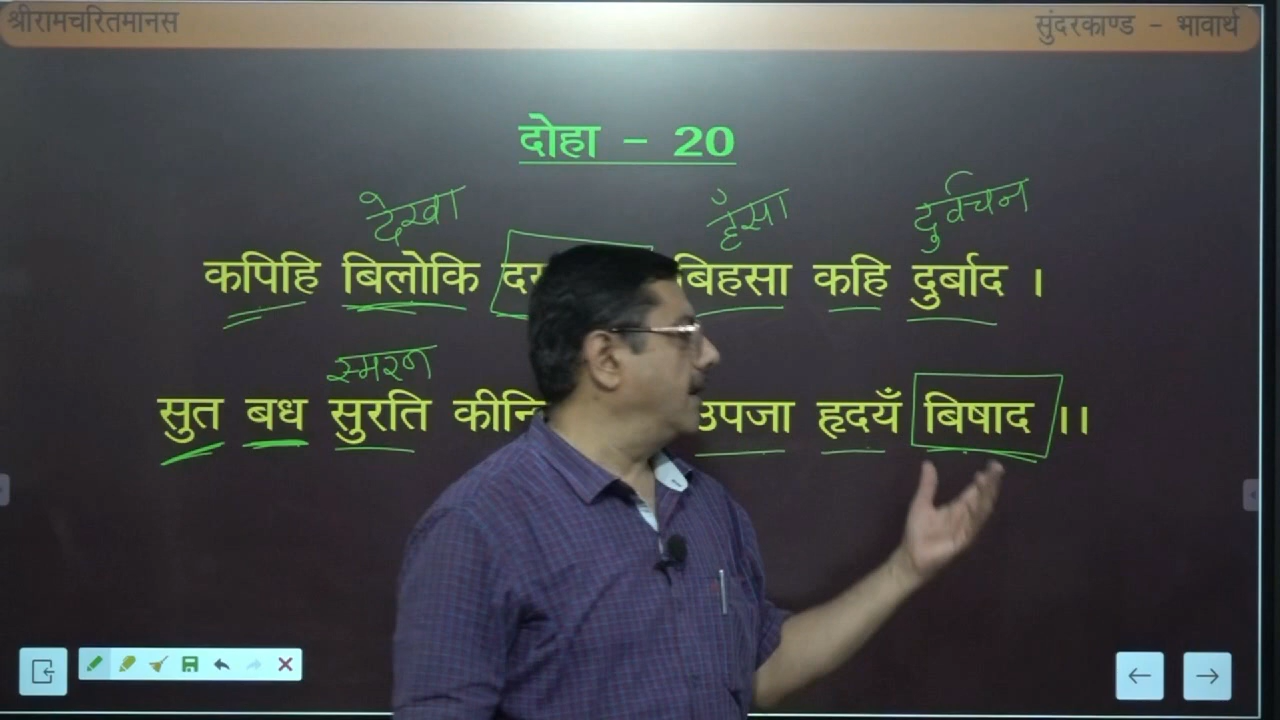 श्रीरामचरितमानस
सुंदरकाण्ड - भावार्थ
दोहा - 20
देखा हँसा दुर्वचन
कपिहि बिलोकि बिहसा कहि दुर्बाद ।
स्मरण
सुत बध सुरति उपजा हृदयँ बिषाद ।।